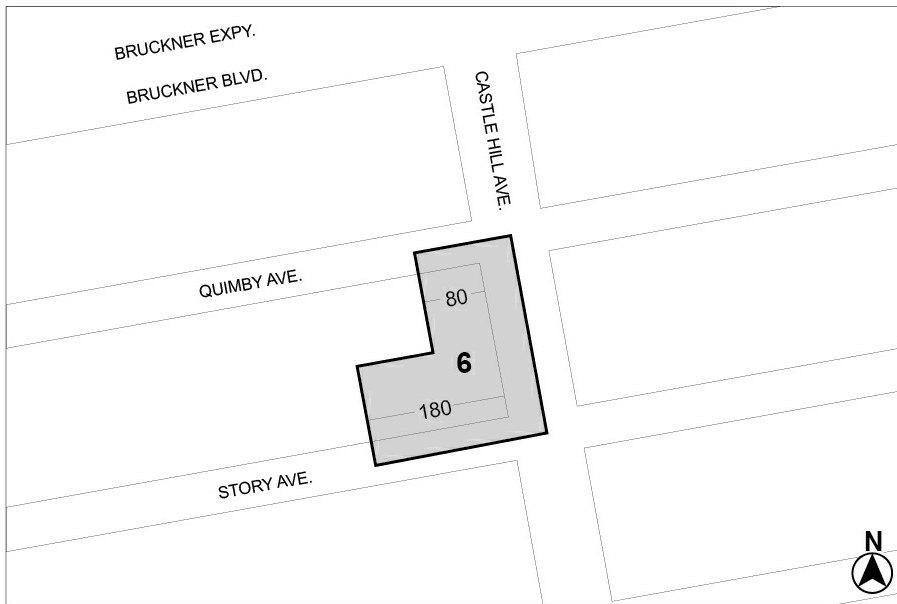 BRUCKNER EXPY.
BRUCKNER BLVD.
CASTLE HILL AVE.
QUIMBY AVE.
80
6
180
STORY AVE.
N